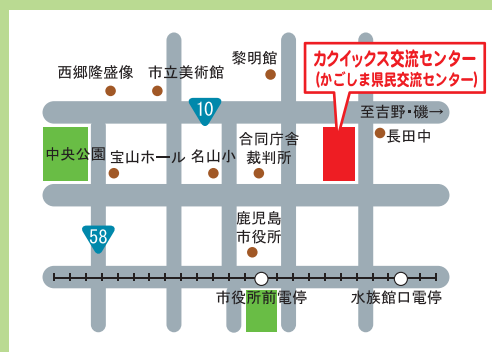 黎明館
カクイックス交流センター
(かごしま県民交流センター)
西郷隆盛像
市立美術館
10
至吉野・磯→
長田中
中央公園
宝山ホール
名山小
合同庁舎
裁判所
58
鹿児島
市役所
市役所前電停
水族館口電停